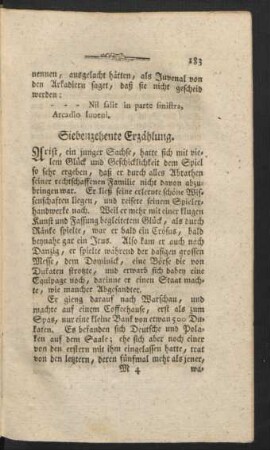 183
nennen, ausgelacht hätten, als Juvenal von
den Arkadiern saget, daß sie nicht gescheid
werden:
- - - Nil salit in parte sinistra,
Arcadio iuveni.
Siebenzehente Erzählung.
Arist, ein junger Sachse, hatte sich mit vie-
lem Glück und Geschicklichkeit dem Spiel
so sehr ergeben, daß er durch alles Abrathen
seiner rechtschaffenen Familie nicht davon abzu-
bringen war. Er ließ seine erlernte schöne Wis-
senschaften liegen, und reisete seinem Spieler-
handwerke nach. Weil er mehr mit einer klugen
Kunst und Fassung begleitetem Glück, als durch
Ränke spielte, war er bald ein Crösus, bald
beynahe gar ein Irus. Also kam er auch nach
Danzig, er spielte während der dasigen grossen
Messe, dem Dominick, eine Börse die von
Dukaten strotzte, und erwarb sich dabey eine
Equipage noch, darinne er einen Staat mach-
te, wie mancher Abgesandter.
Er gieng darauf nach Warschau, und
machte auf einem Coffeehause, erst als zum
Spas, nur eine kleine Bank von etwan 500 Du-
katen. Es befanden sich Deutsche und Pola-
ken auf dem Saale; ehe sich aber noch einer
von den erstern mit ihm eingelassen hatte, trat
von den letztern, deren fünfmal mehr als jener,
M 4 wa-